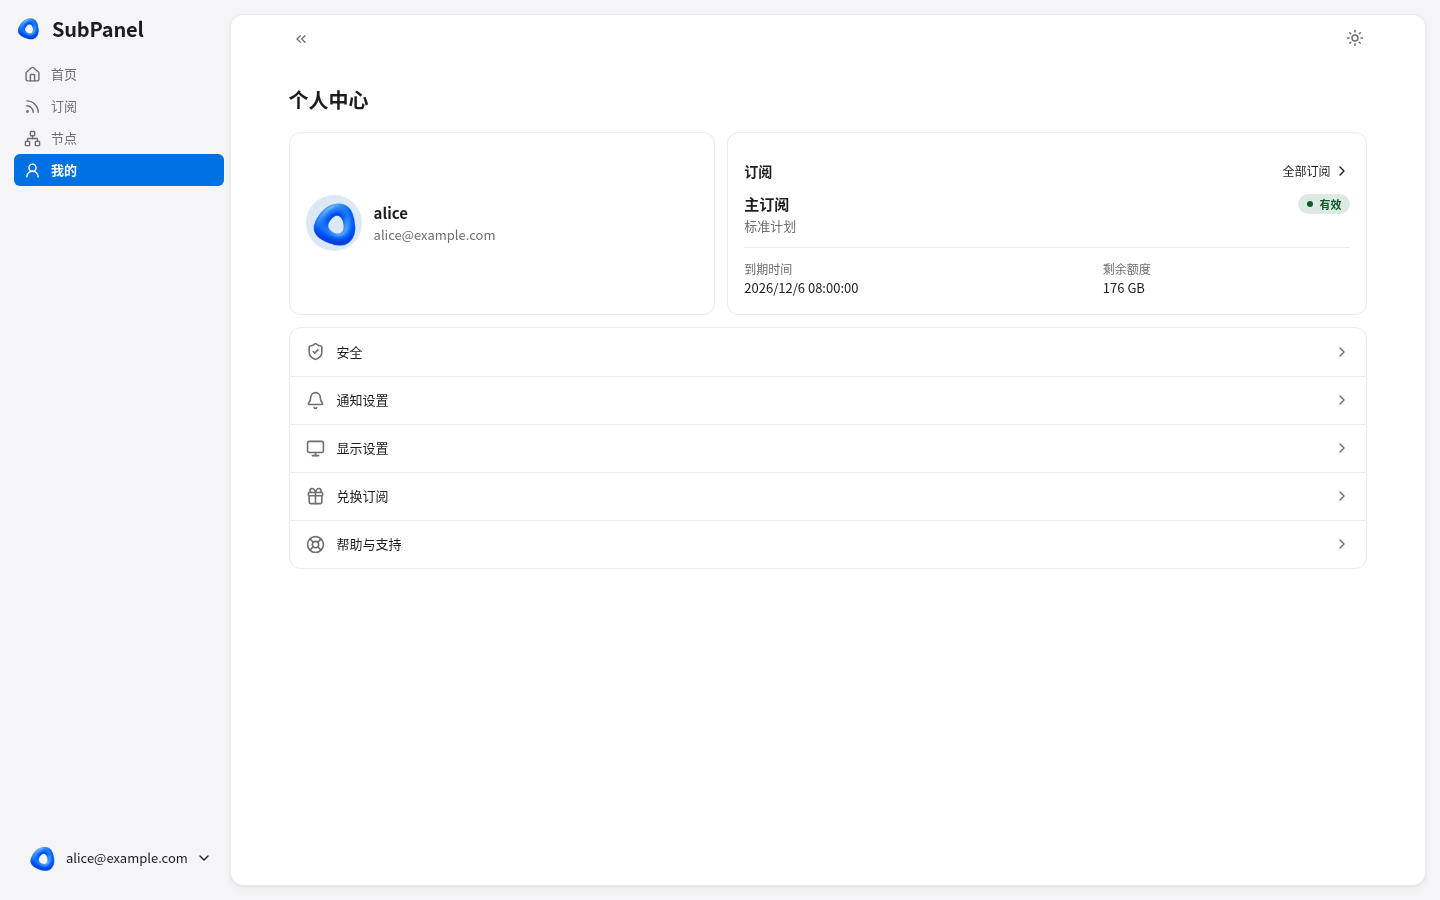 SubPanel
首页
订阅
节点
我的
alice@example.com
个人中心
alice
alice@example.com
订阅
全部订阅
主订阅
有效
标准计划
到期时间
剩余额度
2026/12/6 08:00:00
176 GB
安全
通知设置
显示设置
兑换订阅
帮助与支持